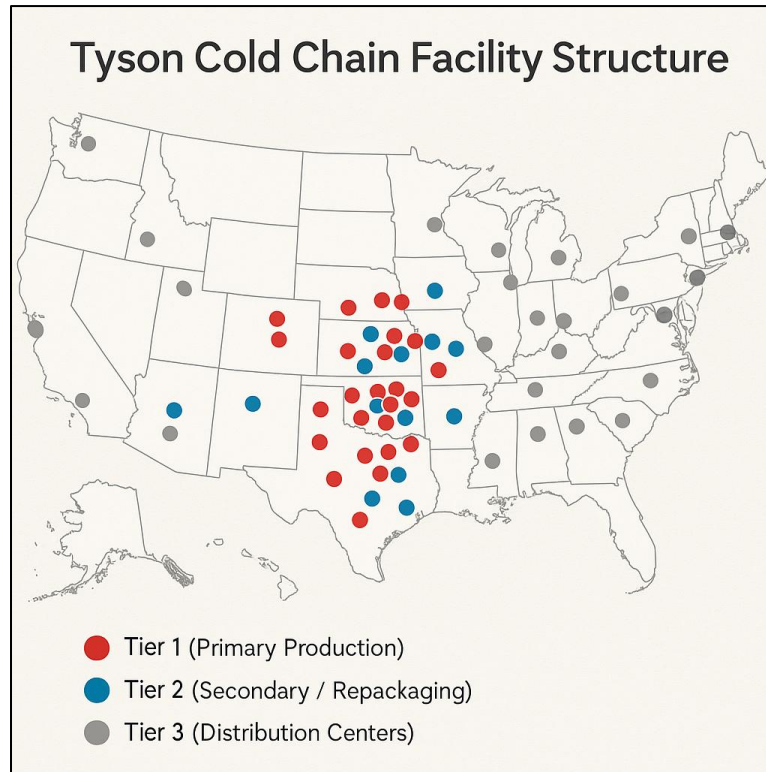 Tyson Cold Chain Facility Structure
Tier 1 (Primary Production)
Tier 2 (Secondary / Repackaging)
Tier 3 (Distribution Centers)